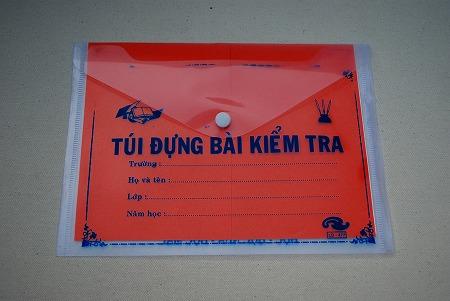 TÚI ĐỰNG BÀI KIỂM TRA
Trường :
Họ và tên :
Lớp :
Năm học :